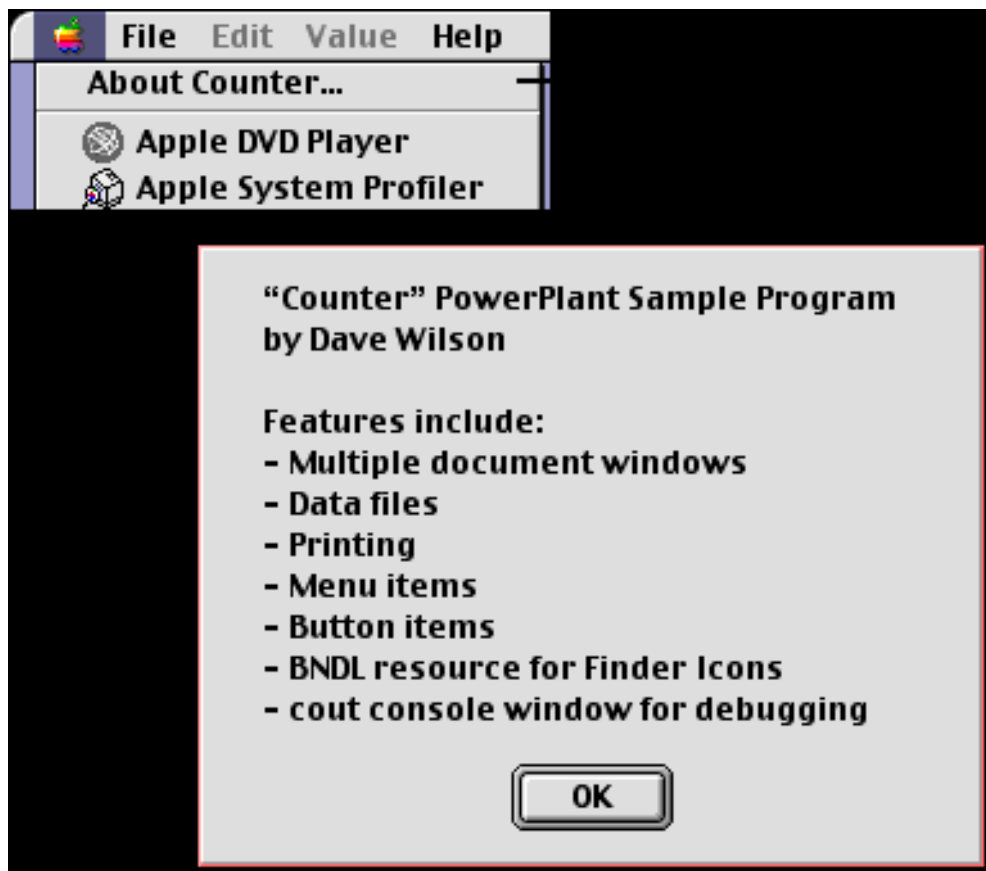 File Edit Value Help
About Counter...
Apple DVD Player
Apple System Profiler
“Counter” PowerPlant Sample Program
by Dave Wilson
Features include:
- Multiple document windows
- Data files
- Printing
- Menu items
- Button items
- BNDL resource for Finder Icons
- cout console window for debugging
OK